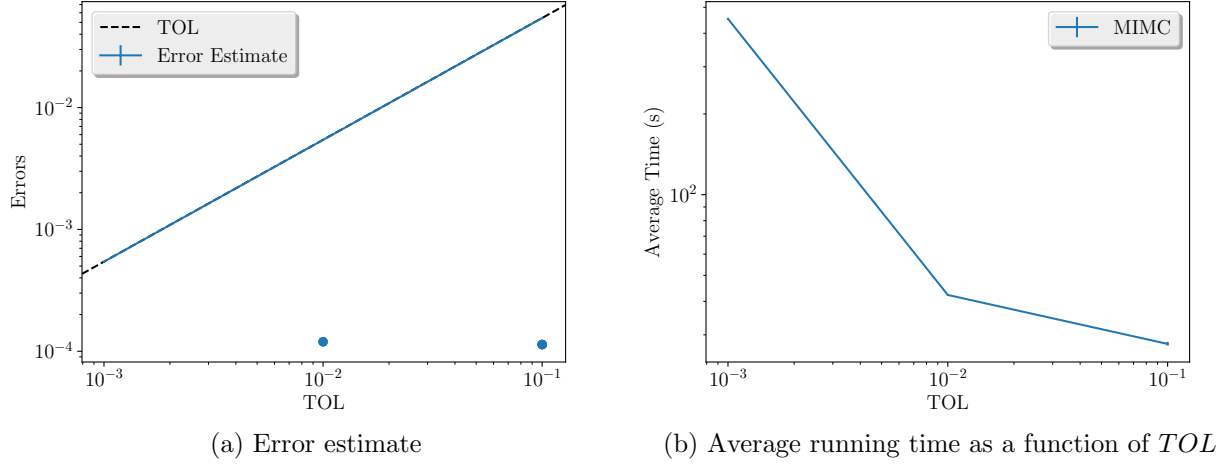 TOL
Error Estimate
Errors
10^{-2}
10^{-3}
10^{-4}
10^{-3}
10^{-2}
10^{-1}
TOL
(a) Error estimate
MIMC
Average Time (s)
10^{2}
10^{-3}
10^{-2}
10^{-1}
TOL
(b) Average running time as a function of TOL